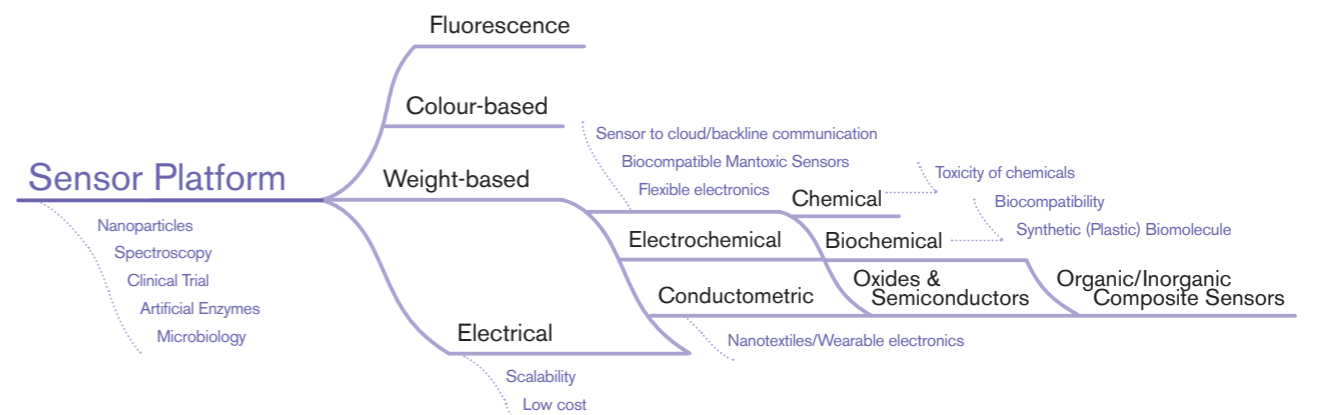 Fluorescence
Colour-based
Sensor to cloud/backline communication
Biocompatible Mantoxic Sensors
Flexible electronics
Sensor Platform
Weight-based
Chemical
Toxicity of chemicals
Biocompatibility
Synthetic (Plastic) Biomolecule
Nanoparticles
Spectroscopy
Clinical Trial
Artificial Enzymes
Microbiology
Electrochemical
Biochemical
Conductometric
Oxides &
Semiconductors
Organic/Inorganic
Composite Sensors
Electrical
Nanotextiles/Wearable electronics
Scalability
Low cost